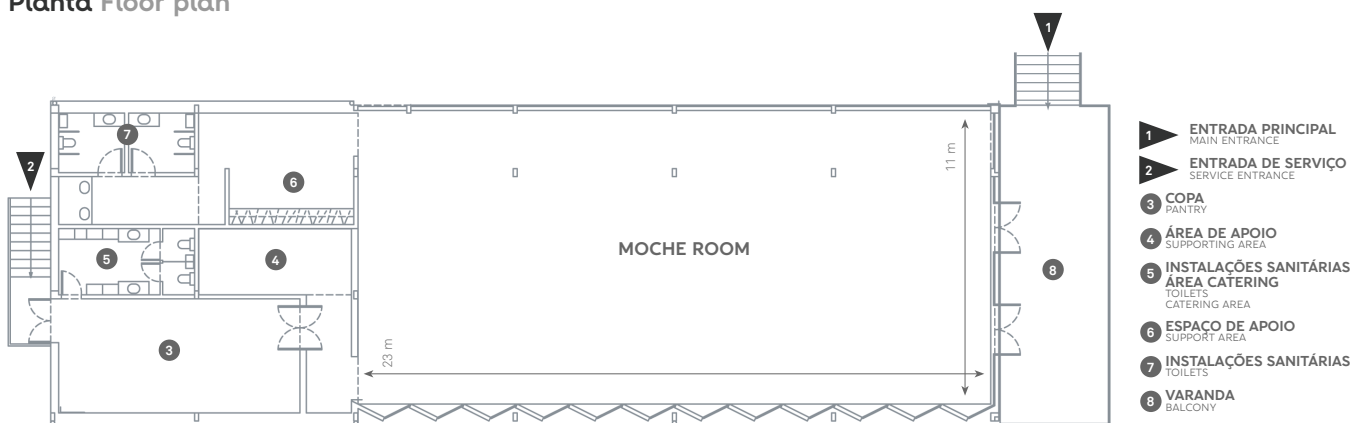 Planta Floor plan
1
2
7
6
5
4
3
MOCHE ROOM
11 m
23 m
8
1 ENTRADA PRINCIPAL
MAIN ENTRANCE
2 ENTRADA DE SERVIÇO
SERVICE ENTRANCE
3 COPA
PANTRY
4 ÁREA DE APOIO
SUPPORTING AREA
5 INSTALAÇÕES SANITÁRIAS
ÁREA CATERING
TOILETS
CATERING AREA
6 ESPAÇO DE APOIO
SUPPORT AREA
7 INSTALAÇÕES SANITÁRIAS
TOILETS
8 VARANDA
BALCONY